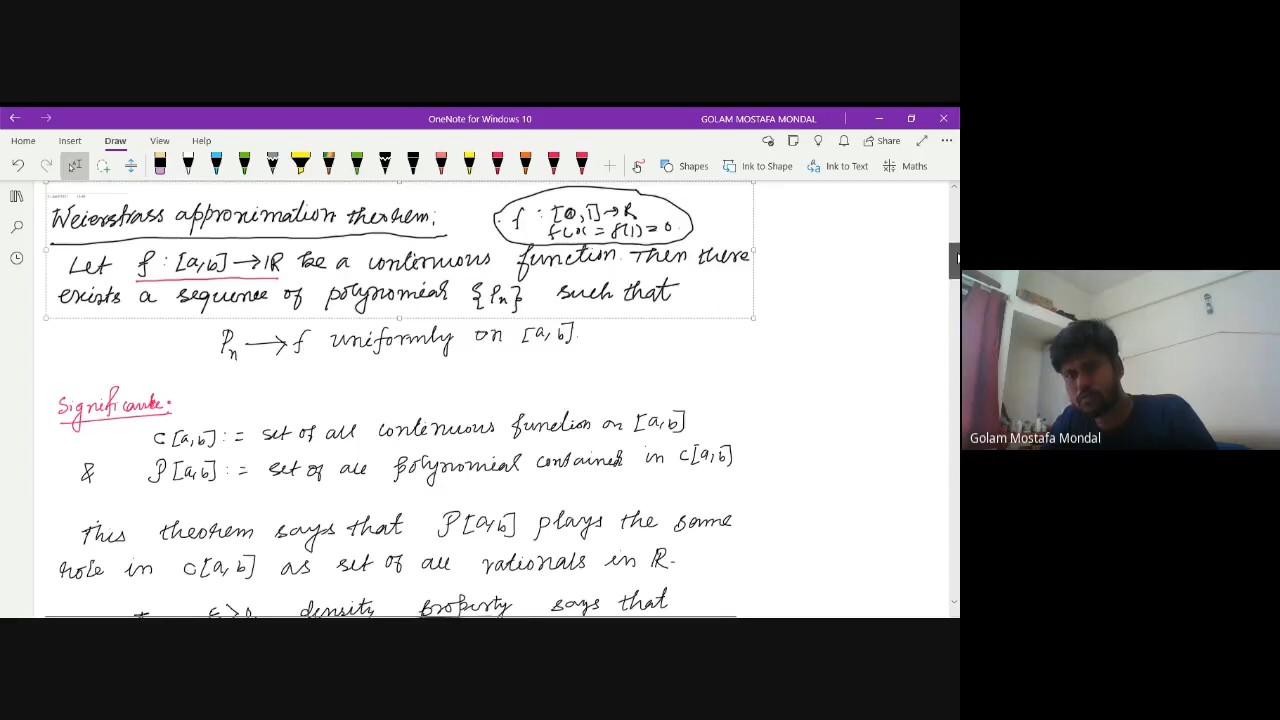 OneNote for Windows 10
GOLAM MOSTAFA MONDAL
Home Insert Draw View Help
Share
Shapes Ink to Shape Ink to Text Maths
Weierstrass approximation theorem:
f : [0,1] → R
f(0) = f(1) = 0
Let f : [a,b] → R be a continuous function. Then there
exists a sequence of polynomial {Pn} such that
Pn → f uniformly on [a,b].
Significance:
C[a,b] := set of all continuous function on [a,b]
& P[a,b] := set of all polynomial contained in C[a,b]
This theorem says that P[a,b] plays the same
role in C[a,b] as set of all rationals in R.
ε>0, density property says that
Golam Mostafa Mondal